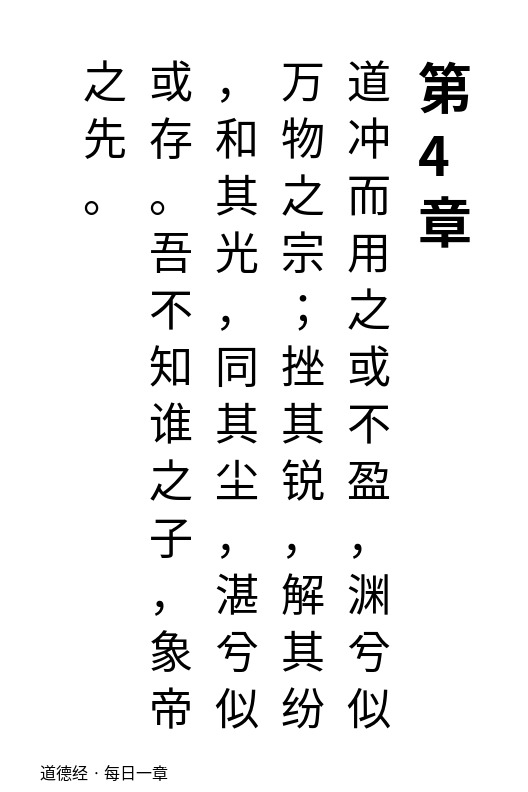 第4章
道冲而用之或不盈，渊兮似
万物之宗；挫其锐，解其纷
，和其光，同其尘，湛兮似
或存。吾不知谁之子，象帝
之先。
道德经 · 每日一章